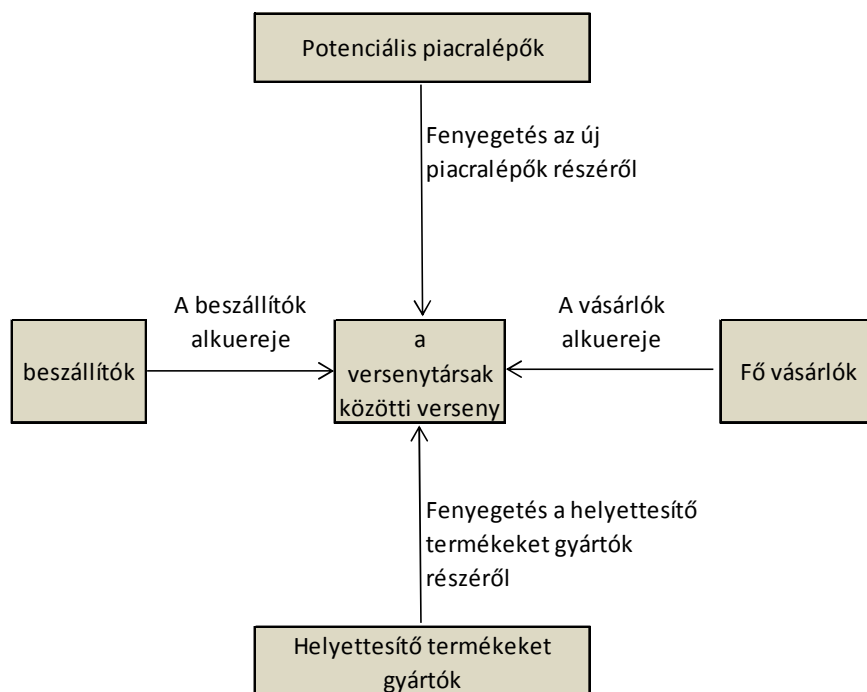 Potenciális piacralépők
Fenyegetés az új
piacralépők részéről
A beszállítók
alkuereje
A vásárlók
alkuereje
beszállítók
a
versenytársak
közötti verseny
Fő vásárlók
Fenyegetés a helyettesítő
termékeket gyártók
részéről
Helyettesítő termékeket
gyártók